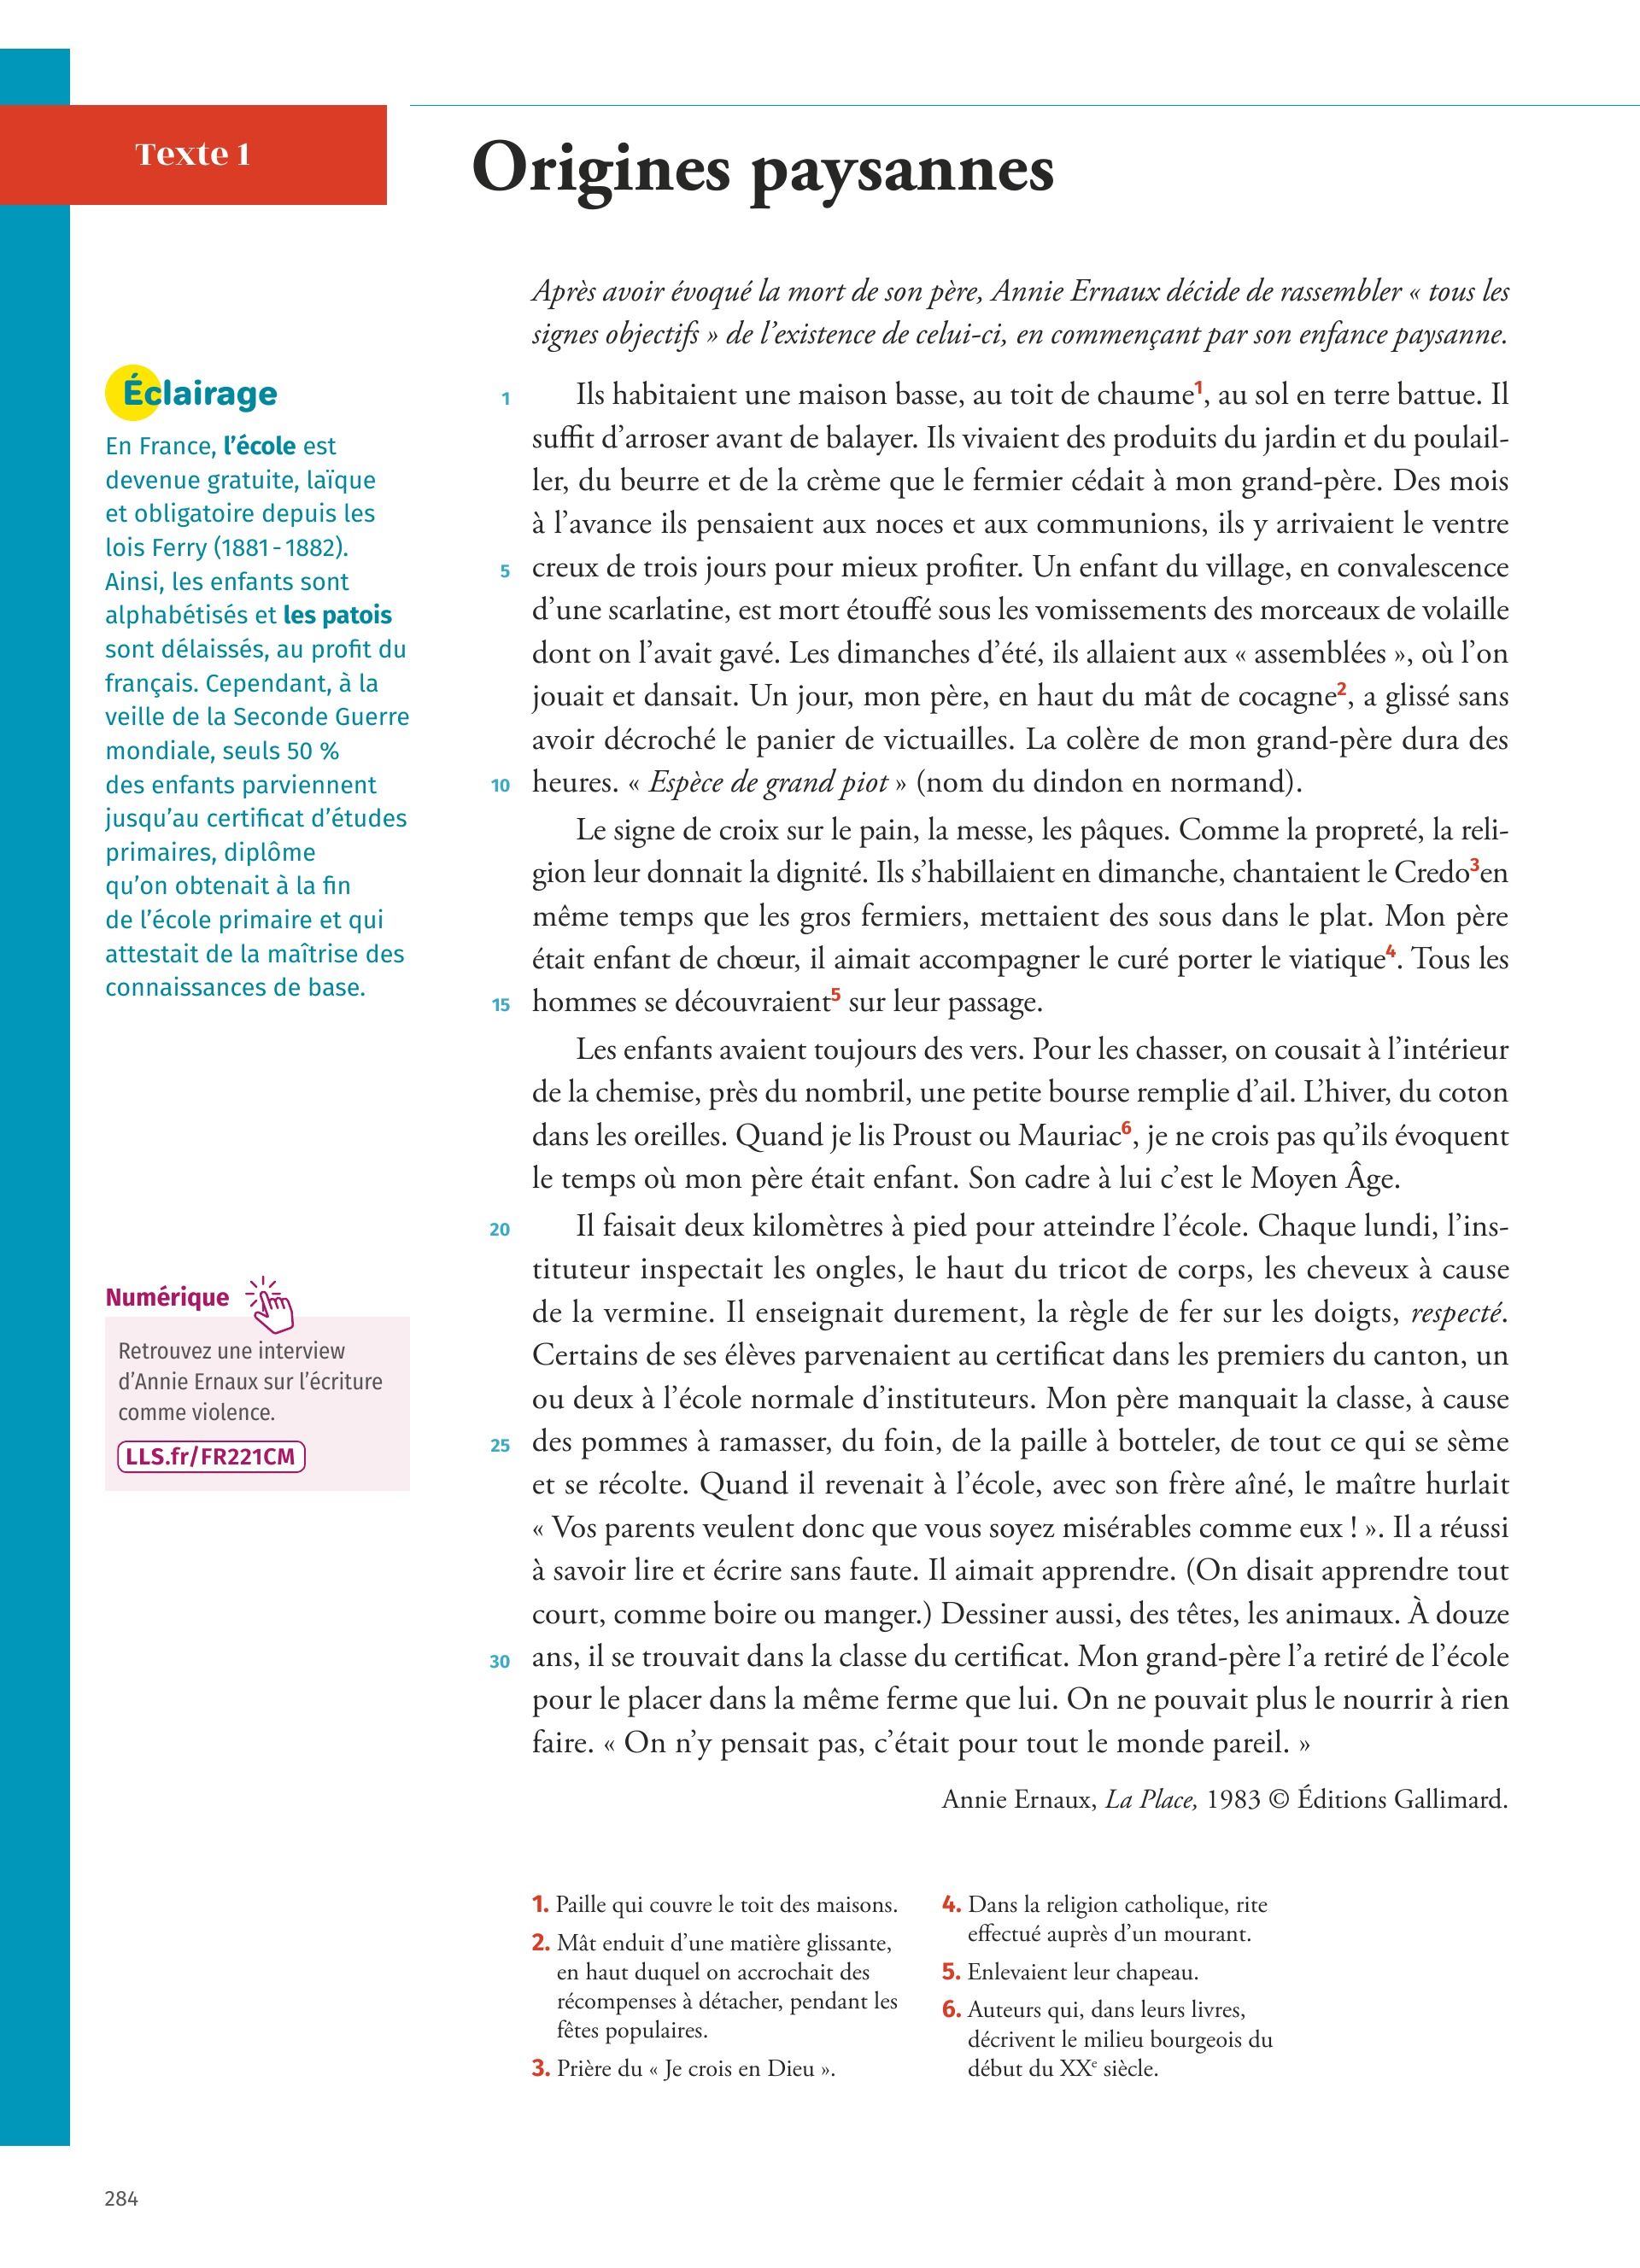 Texte 1
Origines paysannes
Après avoir évoqué la mort de son père, Annie Ernaux décide de rassembler « tous les
signes objectifs » de l'existence de celui-ci, en commençant par son enfance paysanne.
Éclairage
En France, l'école est
devenue gratuite, laïque
et obligatoire depuis les
lois Ferry (1881-1882).
Ainsi, les enfants sont
alphabétisés et les patois
sont délaissés, au profit du
français. Cependant, à la
veille de la Seconde Guerre
mondiale, seuls 50 %
des enfants parviennent
jusqu'au certificat d'études
primaires, diplôme
qu'on obtenait à la fin
de l'école primaire et qui
attestait de la maîtrise des
connaissances de base.
Numérique
Retrouvez une interview
d'Annie Ernaux sur l'écriture
comme violence.
LLS.fr/FR221CM
1 Ils habitaient une maison basse, au toit de chaume1, au sol en terre battue. Il
suffit d'arroser avant de balayer. Ils vivaient des produits du jardin et du poulail-
ler, du beurre et de la crème que le fermier cédait à mon grand-père. Des mois
à l'avance ils pensaient aux noces et aux communions, ils y arrivaient le ventre
5 creux de trois jours pour mieux profiter. Un enfant du village, en convalescence
d'une scarlatine, est mort étouffé sous les vomissements des morceaux de volaille
dont on l'avait gavé. Les dimanches d'été, ils allaient aux « assemblées », où l'on
jouait et dansait. Un jour, mon père, en haut du mât de cocagne2, a glissé sans
avoir décroché le panier de victuailles. La colère de mon grand-père dura des
10 heures. « Espèce de grand piot » (nom du dindon en normand).
Le signe de croix sur le pain, la messe, les pâques. Comme la propreté, la reli-
gion leur donnait la dignité. Ils s'habillaient en dimanche, chantaient le Credo3en
même temps que les gros fermiers, mettaient des sous dans le plat. Mon père
était enfant de chœur, il aimait accompagner le curé porter le viatique4. Tous les
15 hommes se découvraient5 sur leur passage.
Les enfants avaient toujours des vers. Pour les chasser, on cousait à l'intérieur
de la chemise, près du nombril, une petite bourse remplie d'ail. L'hiver, du coton
dans les oreilles. Quand je lis Proust ou Mauriac6, je ne crois pas qu'ils évoquent
le temps où mon père était enfant. Son cadre à lui c'est le Moyen Âge.
20 Il faisait deux kilomètres à pied pour atteindre l'école. Chaque lundi, l'ins-
tituteur inspectait les ongles, le haut du tricot de corps, les cheveux à cause
de la vermine. Il enseignait durement, la règle de fer sur les doigts, respecté.
Certains de ses élèves parvenaient au certificat dans les premiers du canton, un
ou deux à l'école normale d'instituteurs. Mon père manquait la classe, à cause
25 des pommes à ramasser, du foin, de la paille à botteler, de tout ce qui se sème
et se récolte. Quand il revenait à l'école, avec son frère aîné, le maître hurlait
« Vos parents veulent donc que vous soyez misérables comme eux ! ». Il a réussi
à savoir lire et écrire sans faute. Il aimait apprendre. (On disait apprendre tout
court, comme boire ou manger.) Dessiner aussi, des têtes, les animaux. À douze
30 ans, il se trouvait dans la classe du certificat. Mon grand-père l'a retiré de l'école
pour le placer dans la même ferme que lui. On ne pouvait plus le nourrir à rien
faire. « On n'y pensait pas, c'était pour tout le monde pareil. »
Annie Ernaux, La Place, 1983 © Éditions Gallimard.
1. Paille qui couvre le toit des maisons.
2. Mât enduit d'une matière glissante,
en haut duquel on accrochait des
récompenses à détacher, pendant les
fêtes populaires.
3. Prière du « Je crois en Dieu ».
4. Dans la religion catholique, rite
effectué auprès d'un mourant.
5. Enlevaient leur chapeau.
6. Auteurs qui, dans leurs livres,
décrivent le milieu bourgeois du
début du XXe siècle.
284